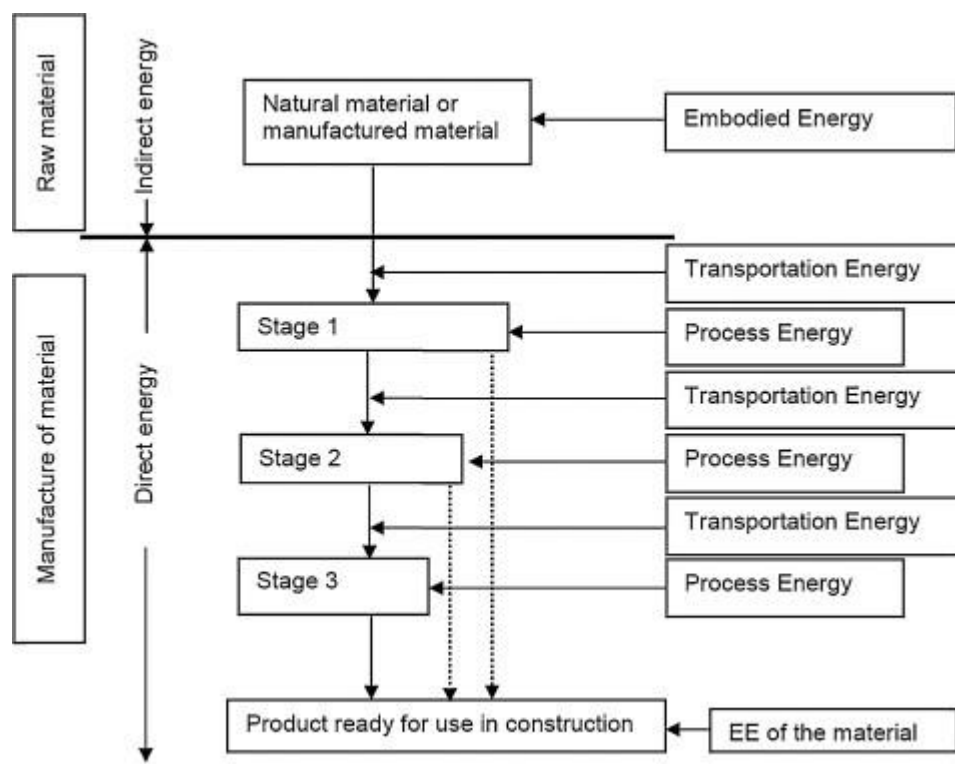 Raw material
Indirect energy
Natural material or
manufactured material
Embodied Energy
Manufacture of material
Direct energy
Transportation Energy
Stage 1
Process Energy
Transportation Energy
Stage 2
Process Energy
Transportation Energy
Stage 3
Process Energy
Product ready for use in construction
EE of the material